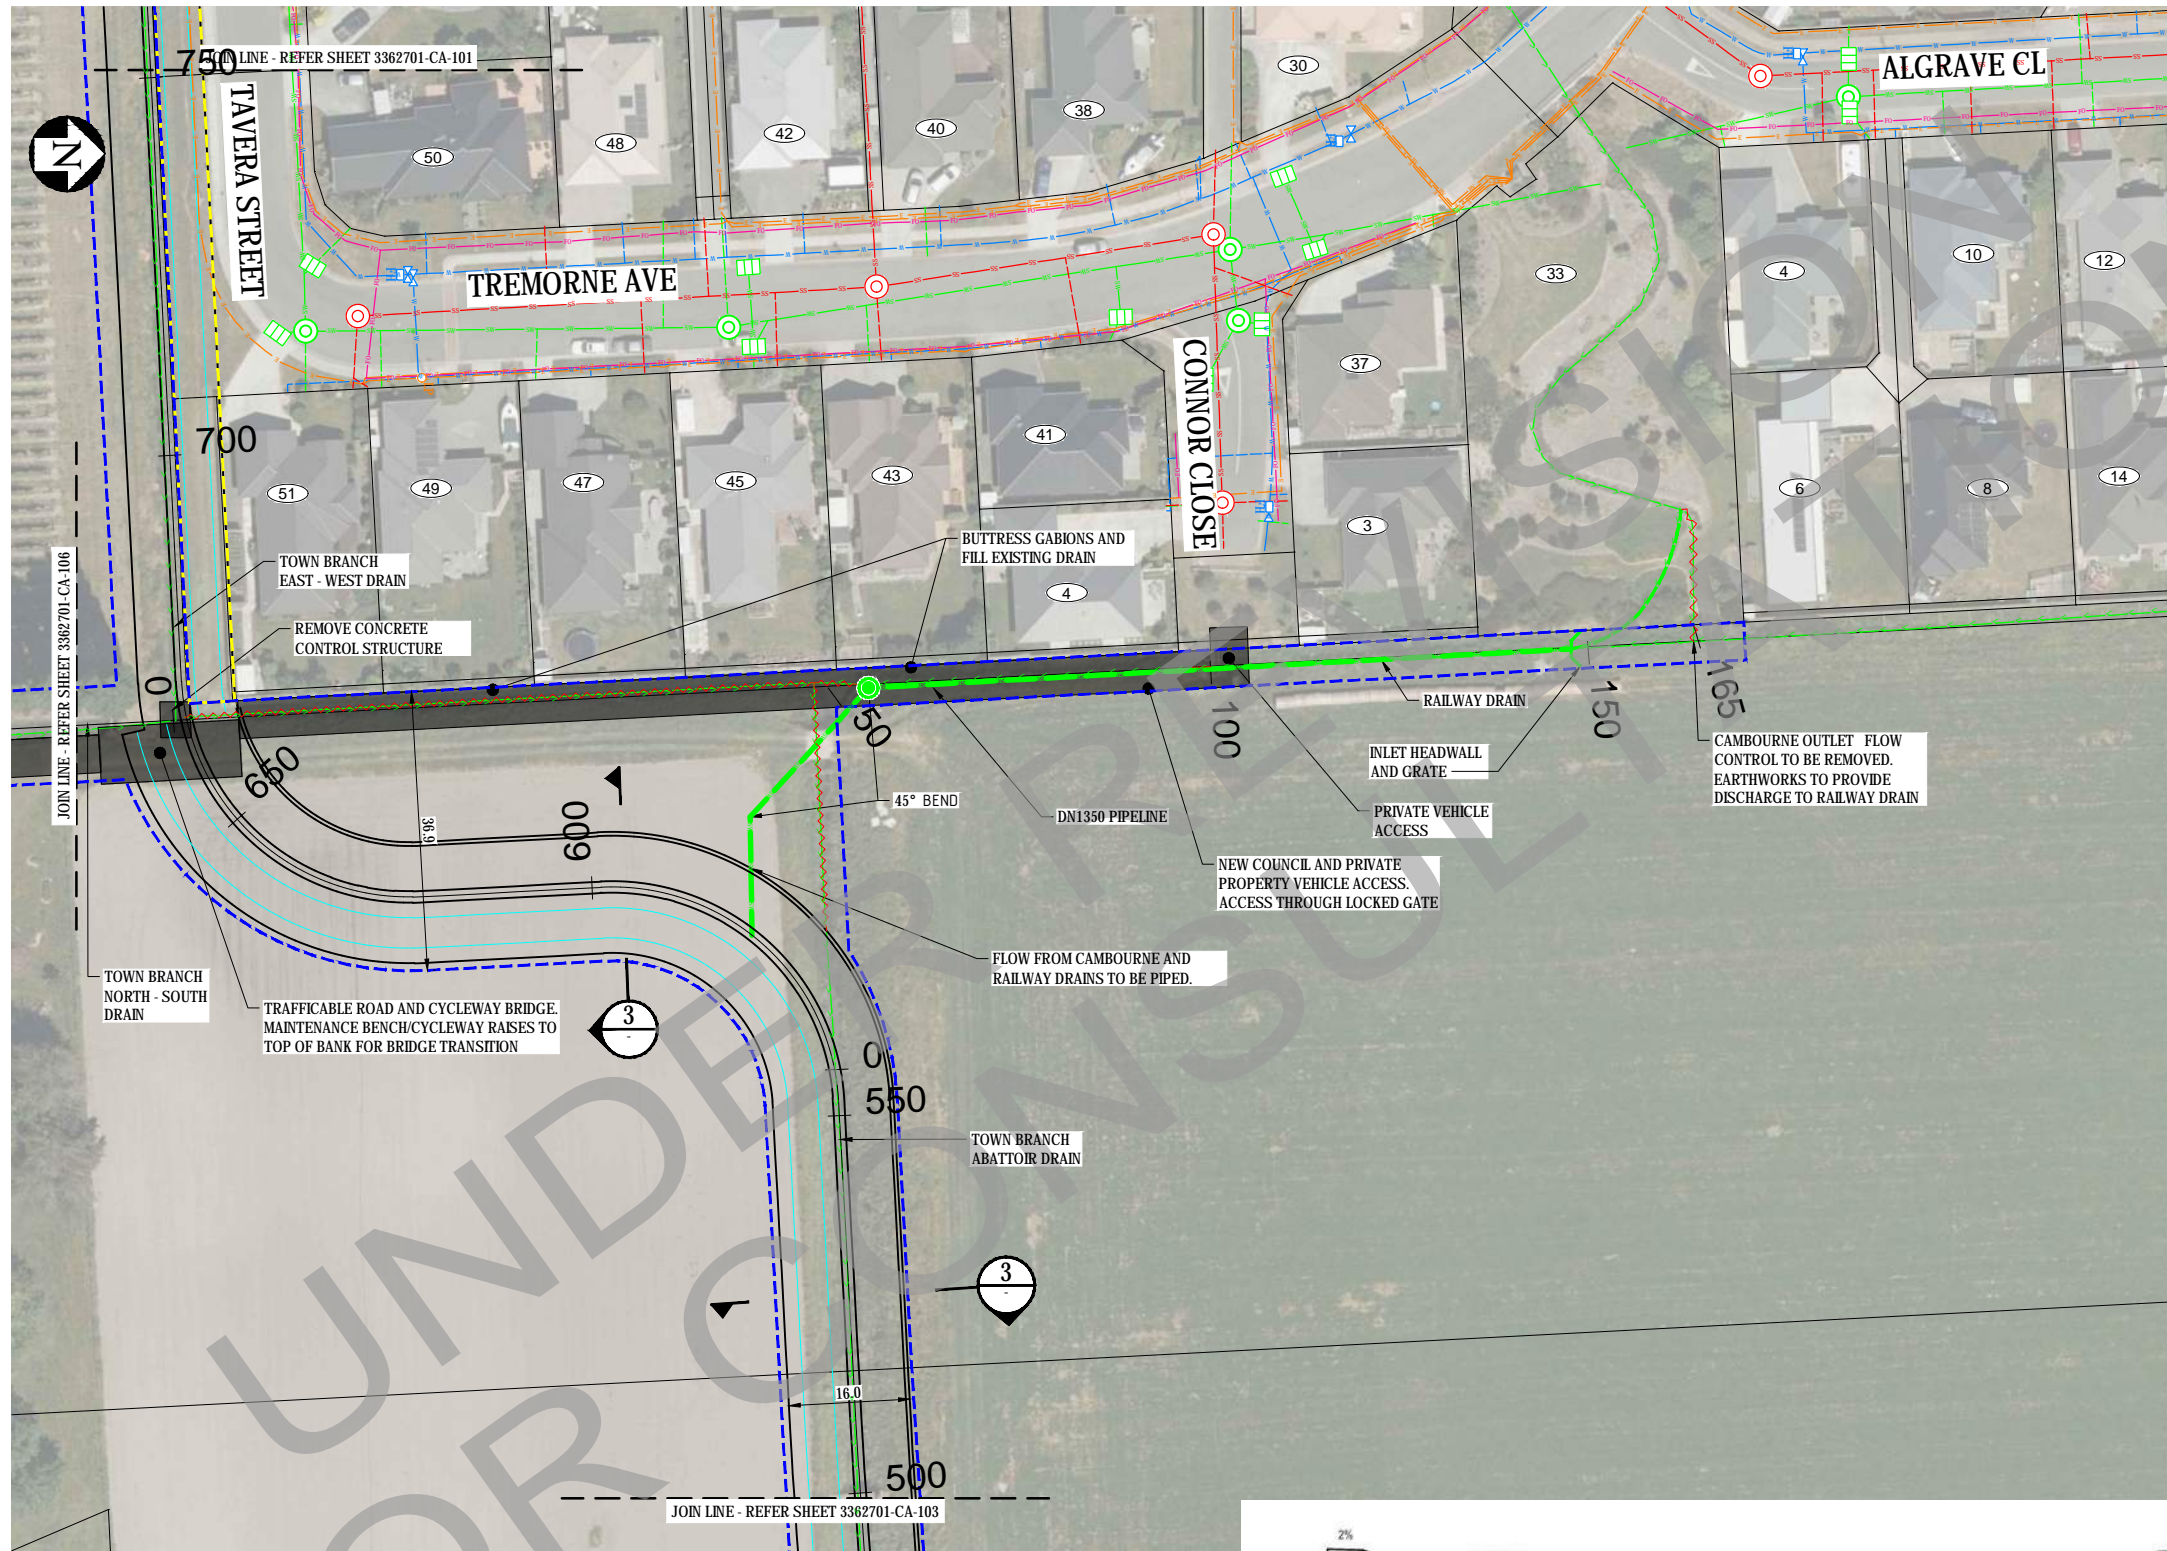 750
JOIN LINE - REFER SHEET 3362701-CA-101
ALGRAVE CL
30
38
40
42
48
50
N
TAVERA STREET
TREMORNE AVE
33
4
10
12
37
CONNOR CLOSE
41
43
45
47
49
51
700
3
6
8
14
4
BUTTRESS GABIONS AND
FILL EXISTING DRAIN
TOWN BRANCH
EAST - WEST DRAIN
REMOVE CONCRETE
CONTROL STRUCTURE
JOIN LINE - REFER SHEET 3362701-CA-106
0
650
600
36.9
50
100
150
165
RAILWAY DRAIN
INLET HEADWALL
AND GRATE
CAMBOURNE OUTLET FLOW
CONTROL TO BE REMOVED.
EARTHWORKS TO PROVIDE
DISCHARGE TO RAILWAY DRAIN
45° BEND
DN1350 PIPELINE
PRIVATE VEHICLE
ACCESS
NEW COUNCIL AND PRIVATE
PROPERTY VEHICLE ACCESS.
ACCESS THROUGH LOCKED GATE
FLOW FROM CAMBOURNE AND
RAILWAY DRAINS TO BE PIPED.
TOWN BRANCH
NORTH - SOUTH
DRAIN
TRAFFICABLE ROAD AND CYCLEWAY BRIDGE.
MAINTENANCE BENCH/CYCLEWAY RAISES TO
TOP OF BANK FOR BRIDGE TRANSITION
3
-
0
550
TOWN BRANCH
ABATTOIR DRAIN
3
-
16.0
500
JOIN LINE - REFER SHEET 3362701-CA-103
2%
UNDER REVISION
FOR CONSULTATION